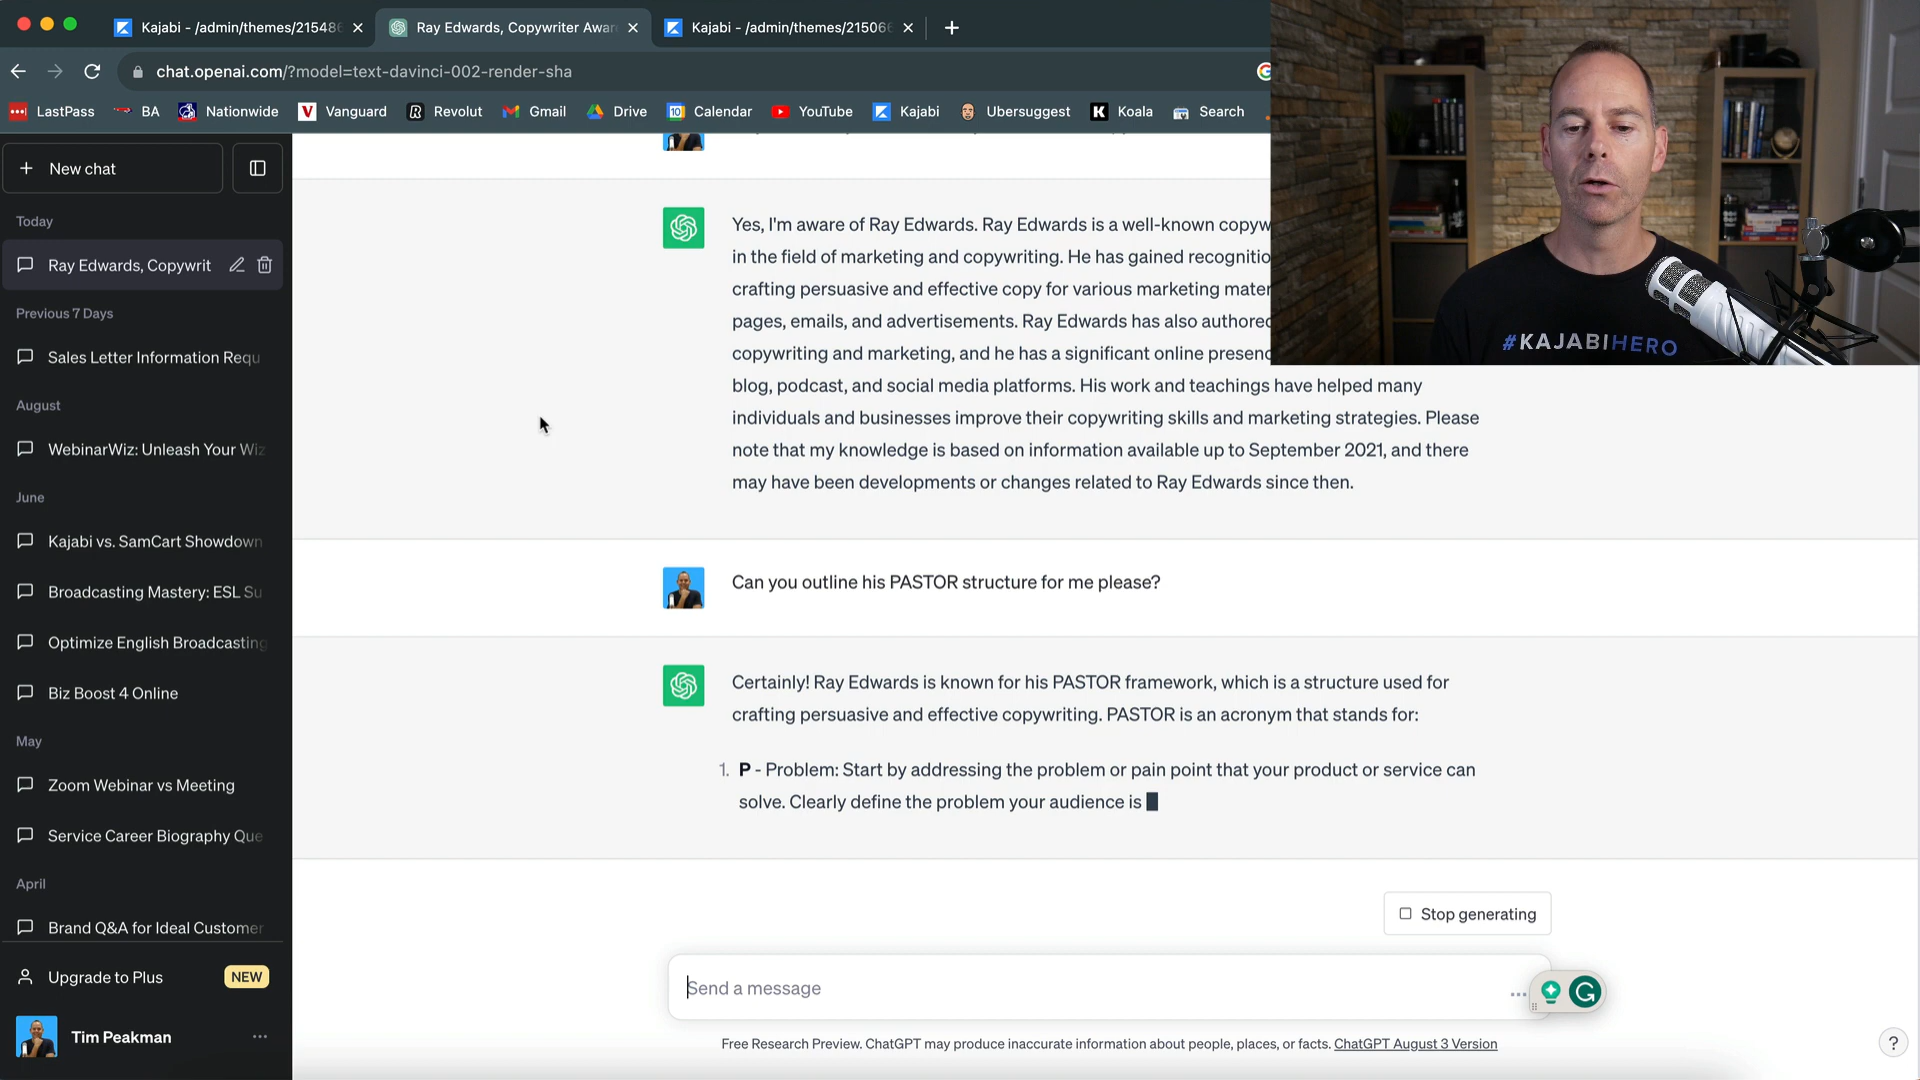 Kajabi - /admin/themes/21548
Ray Edwards, Copywriter Awar
Kajabi - /admin/themes/21506
chat.openai.com/?model=text-davinci-002-render-sha
LastPass BA Nationwide Vanguard Revolut Gmail Drive Calendar YouTube Kajabi Ubersuggest Koala Search
New chat
Today
Ray Edwards, Copywrit
Previous 7 Days
Sales Letter Information Requ
August
WebinarWiz: Unleash Your Wiz
June
Kajabi vs. SamCart Showdown
Broadcasting Mastery: ESL Su
Optimize English Broadcasting
Biz Boost 4 Online
May
Zoom Webinar vs Meeting
Service Career Biography Que
April
Brand Q&A for Ideal Customer
Upgrade to Plus NEW
Tim Peakman
Yes, I'm aware of Ray Edwards. Ray Edwards is a well-known copyw
in the field of marketing and copywriting. He has gained recognitio
crafting persuasive and effective copy for various marketing mater
pages, emails, and advertisements. Ray Edwards has also authored
copywriting and marketing, and he has a significant online presenc
blog, podcast, and social media platforms. His work and teachings have helped many
individuals and businesses improve their copywriting skills and marketing strategies. Please
note that my knowledge is based on information available up to September 2021, and there
may have been developments or changes related to Ray Edwards since then.
Can you outline his PASTOR structure for me please?
Certainly! Ray Edwards is known for his PASTOR framework, which is a structure used for
crafting persuasive and effective copywriting. PASTOR is an acronym that stands for:
1. P - Problem: Start by addressing the problem or pain point that your product or service can
solve. Clearly define the problem your audience is
Stop generating
Send a message
Free Research Preview. ChatGPT may produce inaccurate information about people, places, or facts. ChatGPT August 3 Version
?
#KAJABIHERO